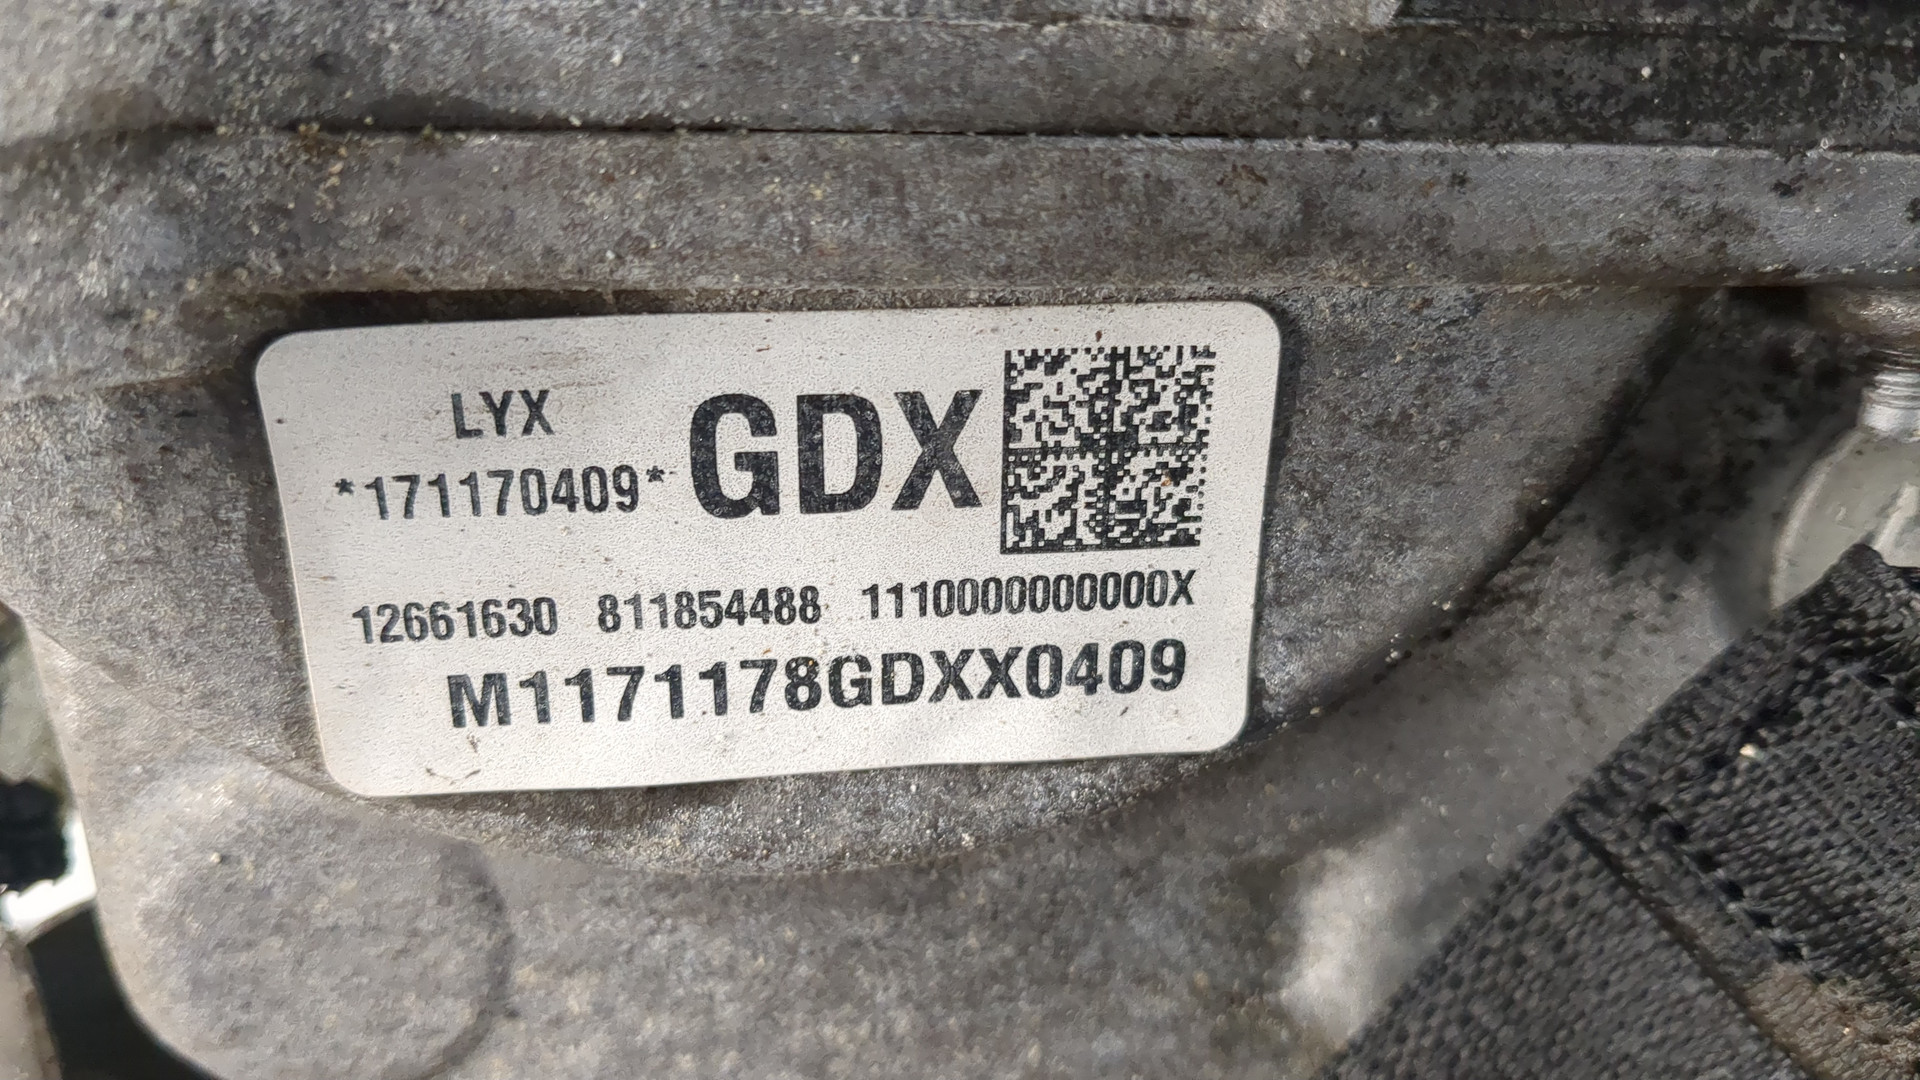 LYX
*171170409*
GDX
12661630 811854488 1110000000000X
M1171178GDXX0409